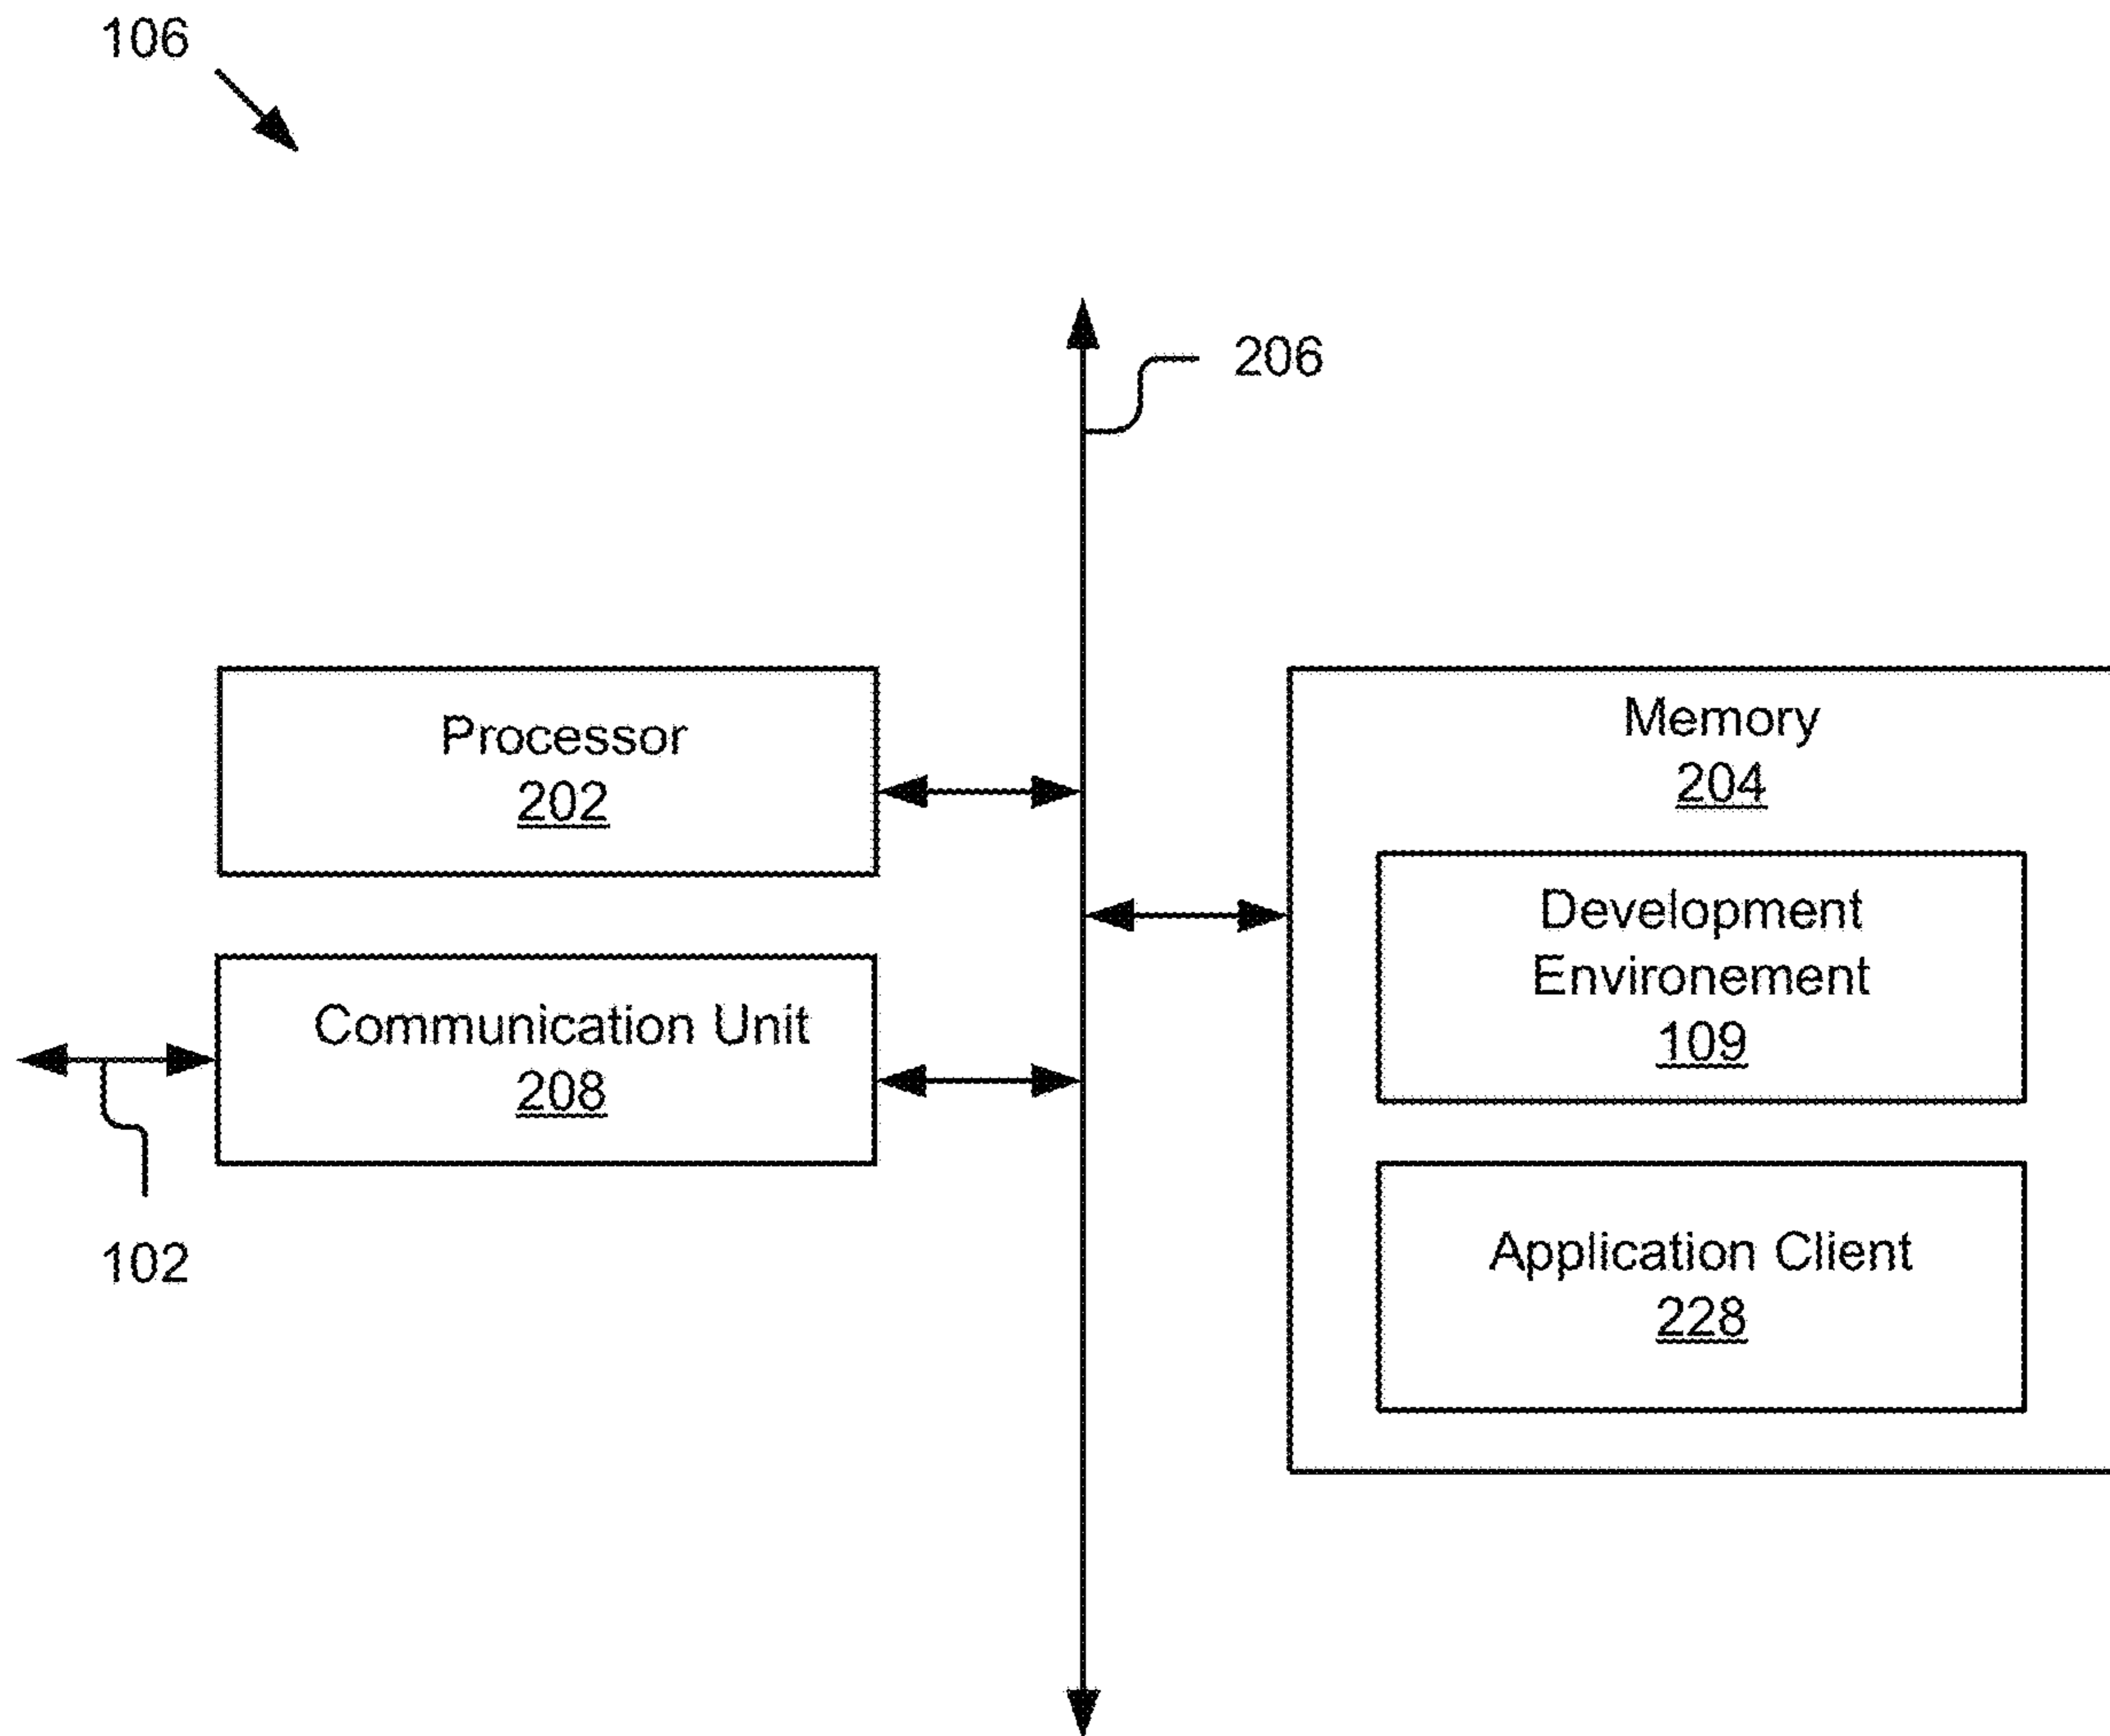 106
206
Processor
202
Memory
204
Development
Environement
109
Communication Unit
208
102
Application Client
228